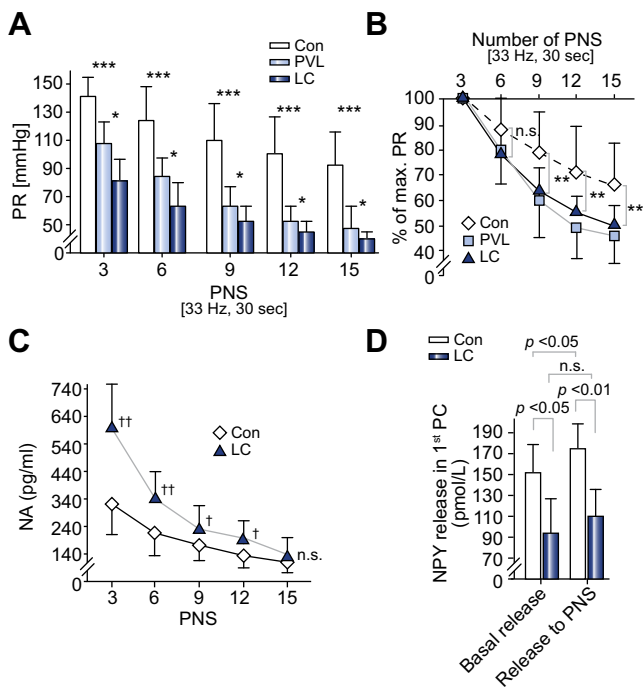 A
Con
PVL
LC
PR [mmHg]
150
130
110
90
70
50
0
***
*
***
*
***
*
***
*
***
*
3 6 9 12 15
PNS
[33 Hz, 30 sec]
B
Number of PNS
[33 Hz, 30 sec]
3 6 9 12 15
% of max. PR
100
90
80
70
60
50
40
0
n.s.
**
**
**
Con
PVL
LC
C
NA (pg/ml)
740
640
540
440
340
240
140
0
Con
LC
††
††
†
†
n.s.
3 6 9 12 15
PNS
D
Con
LC
p <0.05
n.s.
p <0.01
p <0.05
NPY release in 1st PC
(pmol/L)
190
170
150
130
110
90
70
0
Basal release
Release to PNS